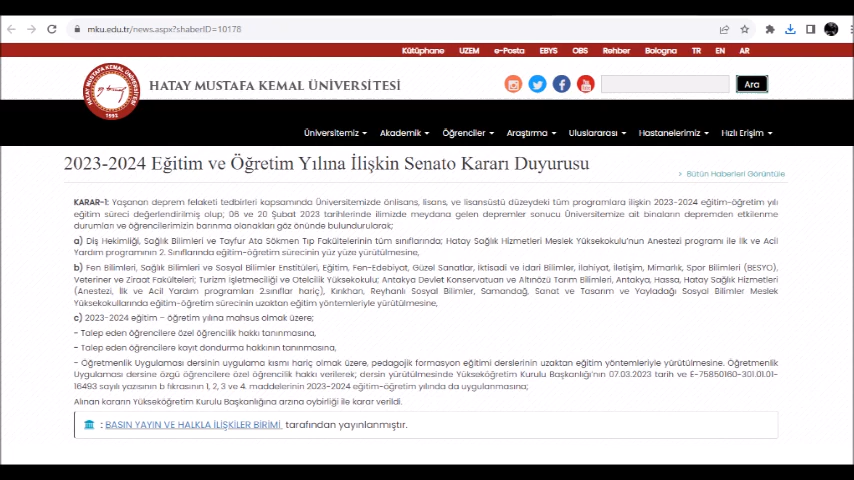 mku.edu.tr/news.aspx?shaberID=10178
Kütüphane UZEM e-Posta EBYS OBS Rehber Bologna TR EN AR
HATAY MUSTAFA KEMAL ÜNİVERSİTESİ
1992
Ara
Üniversitemiz Akademik Öğrenciler Araştırma Uluslararası Hastanelerimiz Hızlı Erişim
2023-2024 Eğitim ve Öğretim Yılına İlişkin Senato Kararı Duyurusu
> Bütün Haberleri Görüntüle
KARAR-1: Yaşanan deprem felaketi tedbirleri kapsamında Üniversitemizde önlisans, lisans, ve lisansüstü düzeydeki tüm programlara ilişkin 2023-2024 eğitim-öğretim yılı
eğitim süreci değerlendirilmiş olup; 06 ve 20 Şubat 2023 tarihlerinde ilimizde meydana gelen depremler sonucu Üniversitemize ait binaların depremden etkilenme
durumları ve öğrencilerimizin barınma olanakları göz önünde bulundurularak;
a) Diş Hekimliği, Sağlık Bilimleri ve Tayfur Ata Sökmen Tıp Fakültelerinin tüm sınıflarında; Hatay Sağlık Hizmetleri Meslek Yüksekokulu'nun Anestezi programı ile İlk ve Acil
Yardım programının 2. Sınıflarında eğitim-öğretim sürecinin yüz yüze yürütülmesine,
b) Fen Bilimleri, Sağlık Bilimleri ve Sosyal Bilimler Enstitüleri, Eğitim, Fen-Edebiyat, Güzel Sanatlar, İktisadi ve İdari Bilimler, İlahiyat, İletişim, Mimarlık, Spor Bilimleri (BESYO),
Veteriner ve Ziraat Fakülteleri; Turizm İşletmeciliği ve Otelcilik Yüksekokulu; Antakya Devlet Konservatuarı ve Altınözü Tarım Bilimleri, Antakya, Hassa, Hatay Sağlık Hizmetleri
(Anestezi, İlk ve Acil Yardım programları 2.sınıflar hariç), Kırıkhan, Reyhanlı Sosyal Bilimler, Samandağ, Sanat ve Tasarım ve Yayladağı Sosyal Bilimler Meslek
Yüksekokullarında eğitim-öğretim sürecinin uzaktan eğitim yöntemleriyle yürütülmesine,
c) 2023-2024 eğitim – öğretim yılına mahsus olmak üzere;
- Talep eden öğrencilere özel öğrencilik hakkı tanınmasına,
- Talep eden öğrencilere kayıt dondurma hakkının tanınmasına,
- Öğretmenlik Uygulaması dersinin uygulama kısmı hariç olmak üzere, pedagojik formasyon eğitimi derslerinin uzaktan eğitim yöntemleriyle yürütülmesine. Öğretmenlik
Uygulaması dersine özgü öğrencilere özel öğrencilik hakkı verilerek; dersin yürütülmesinde Yükseköğretim Kurulu Başkanlığı'nın 07.03.2023 tarih ve E-75850160-301.01.01-
16493 sayılı yazısının b fıkrasının 1, 2, 3 ve 4. maddelerinin 2023-2024 eğitim-öğretim yılında da uygulanmasına;
Alınan kararın Yükseköğretim Kurulu Başkanlığına arzına oybirliği ile karar verildi.
: BASIN YAYIN VE HALKLA İLİŞKİLER BİRİMİ tarafından yayınlanmıştır.